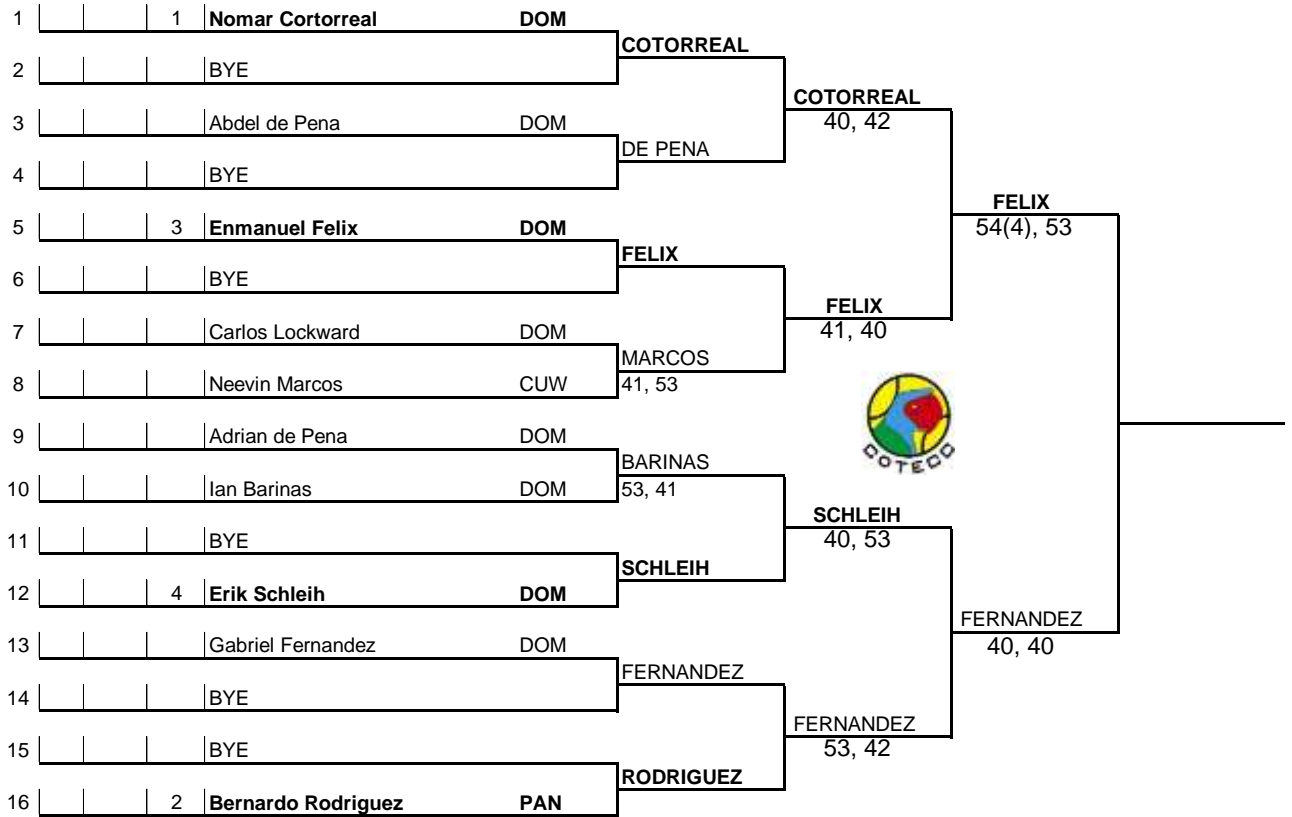 1 1 Nomar Cortorreal DOM
COTORREAL
2 BYE
COTORREAL
3 Abdel de Pena DOM 40, 42
DE PENA
4 BYE
FELIX
5 3 Enmanuel Felix DOM 54(4), 53
FELIX
6 BYE
FELIX
7 Carlos Lockward DOM 41, 40
MARCOS
8 Neevin Marcos CUW 41, 53
9 Adrian de Pena DOM
COTECC
BARINAS
10 Ian Barinas DOM 53, 41
SCHLEIH
11 BYE 40, 53
SCHLEIH
12 4 Erik Schleih DOM
FERNANDEZ
13 Gabriel Fernandez DOM 40, 40
FERNANDEZ
14 BYE
FERNANDEZ
15 BYE 53, 42
RODRIGUEZ
16 2 Bernardo Rodriguez PAN